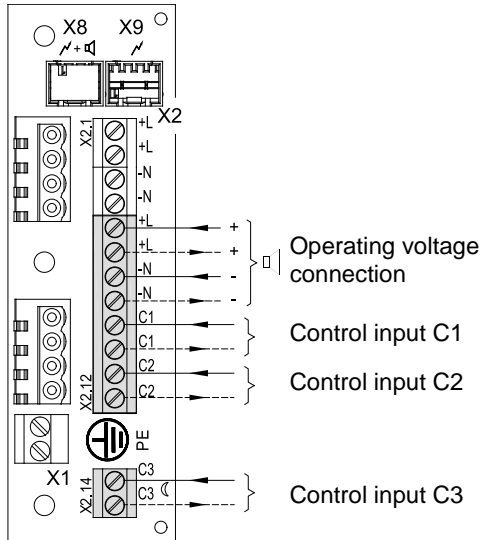 X8 X9
+
X2
X2.1
+L
+L
-N
-N
+L +
+L +
-N -
-N -
Operating voltage
connection
C1
C1
Control input C1
C2
C2
Control input C2
X2.12
PE
X1
C3
C3
X2.14
Control input C3